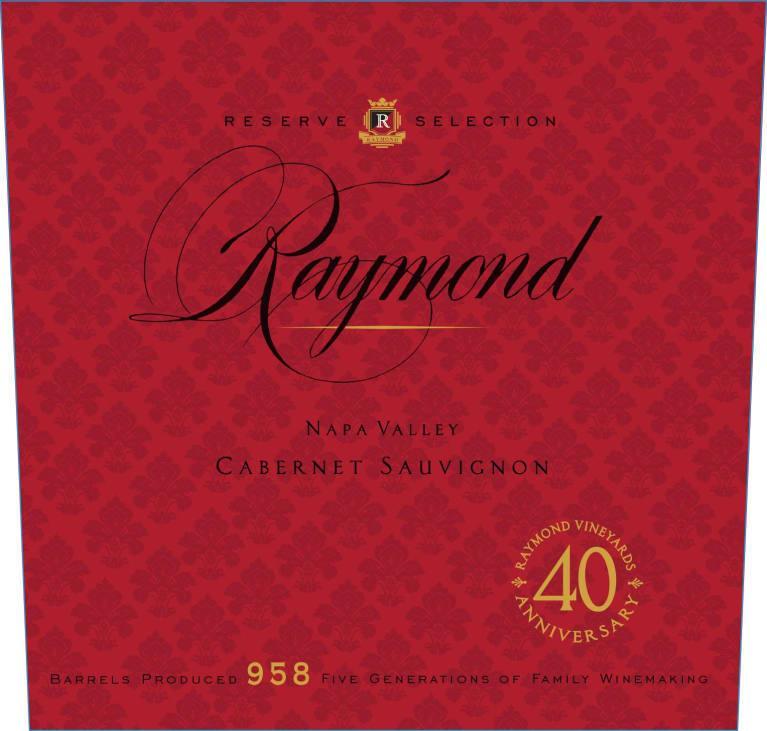 RESERVE R SELECTION
RAYMOND
Raymond
NAPA VALLEY
CABERNET SAUVIGNON
RAYMOND VINEYARDS
40
ANNIVERSARY
BARRELS PRODUCED 958 FIVE GENERATIONS OF FAMILY WINEMAKING